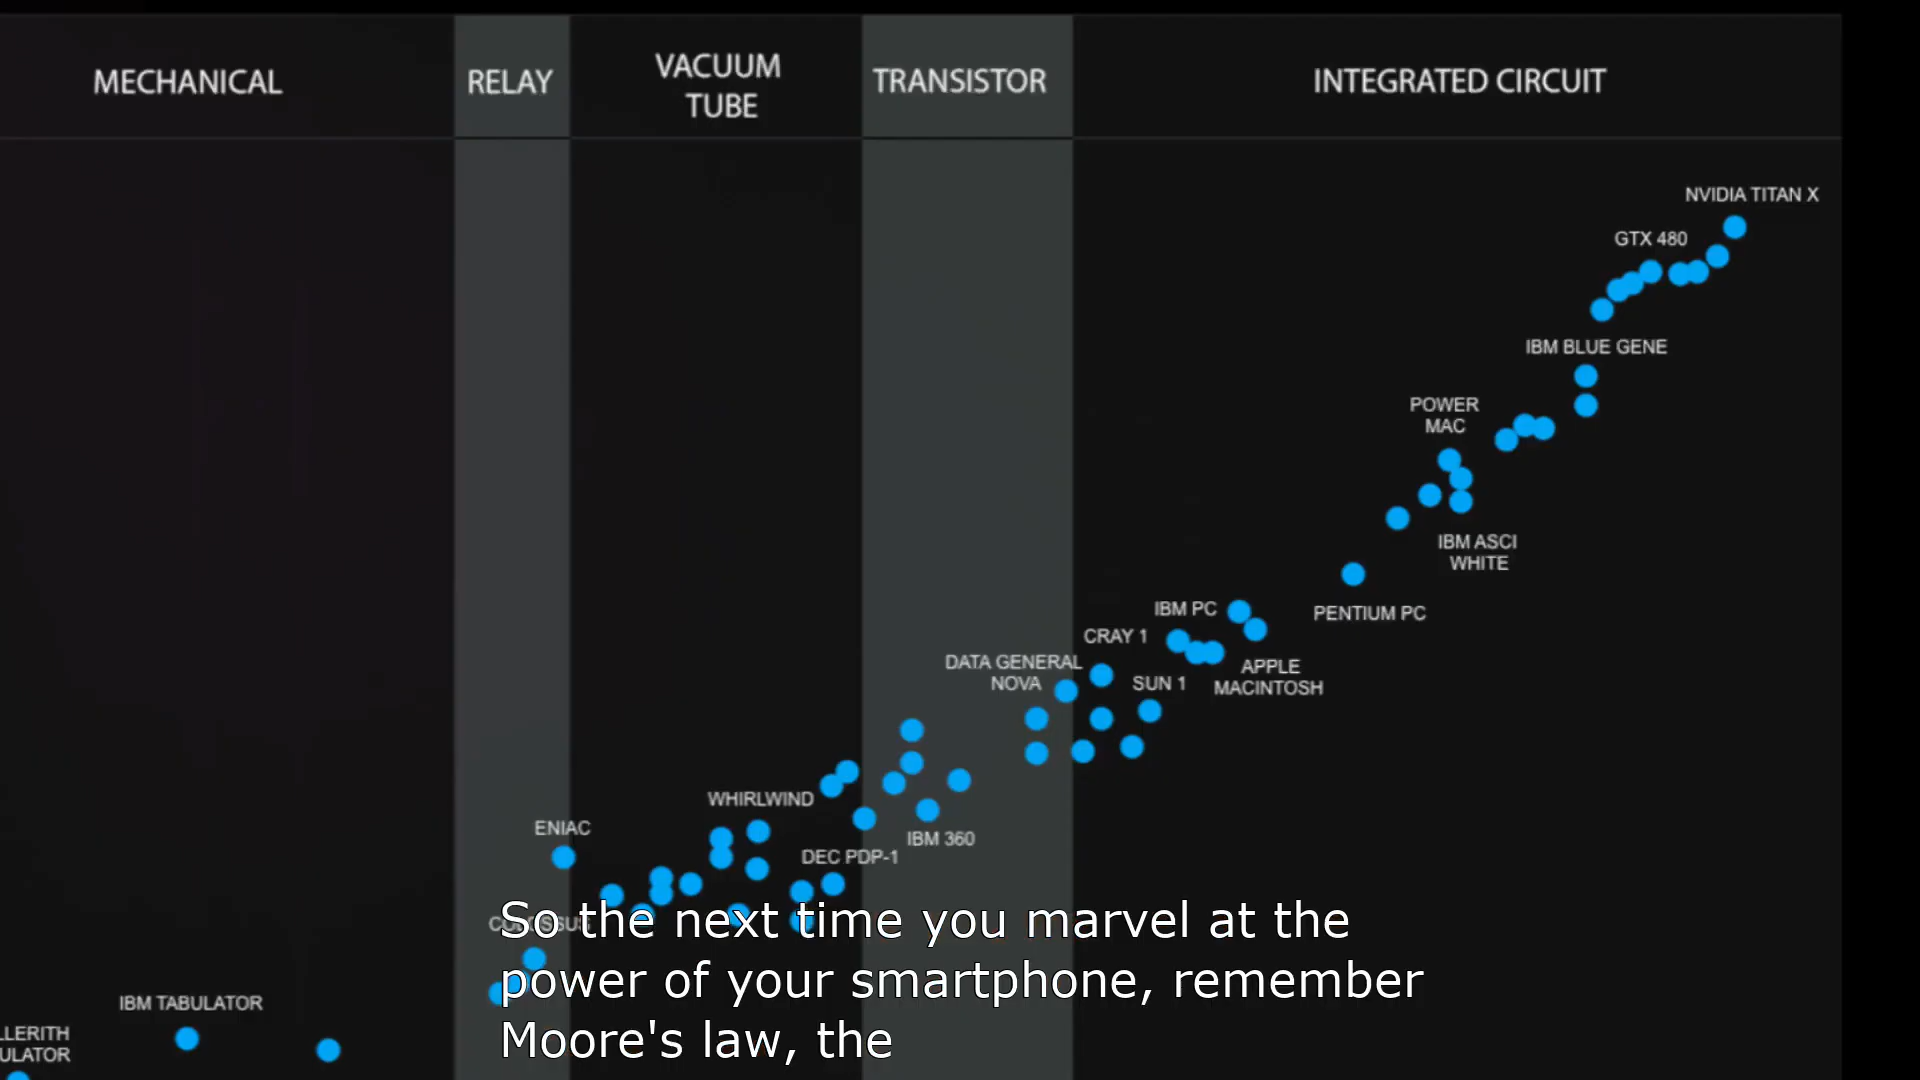 MECHANICAL
RELAY
VACUUM
TUBE
TRANSISTOR
INTEGRATED CIRCUIT
NVIDIA TITAN X
GTX 480
IBM BLUE GENE
POWER
MAC
IBM ASCI
WHITE
PENTIUM PC
IBM PC
CRAY 1
APPLE
MACINTOSH
DATA GENERAL
NOVA
SUN 1
WHIRLWIND
ENIAC
IBM 360
DEC PDP-1
COLOSSUS
IBM TABULATOR
LLERITH
ULATOR
So the next time you marvel at the
power of your smartphone, remember
Moore's law, the